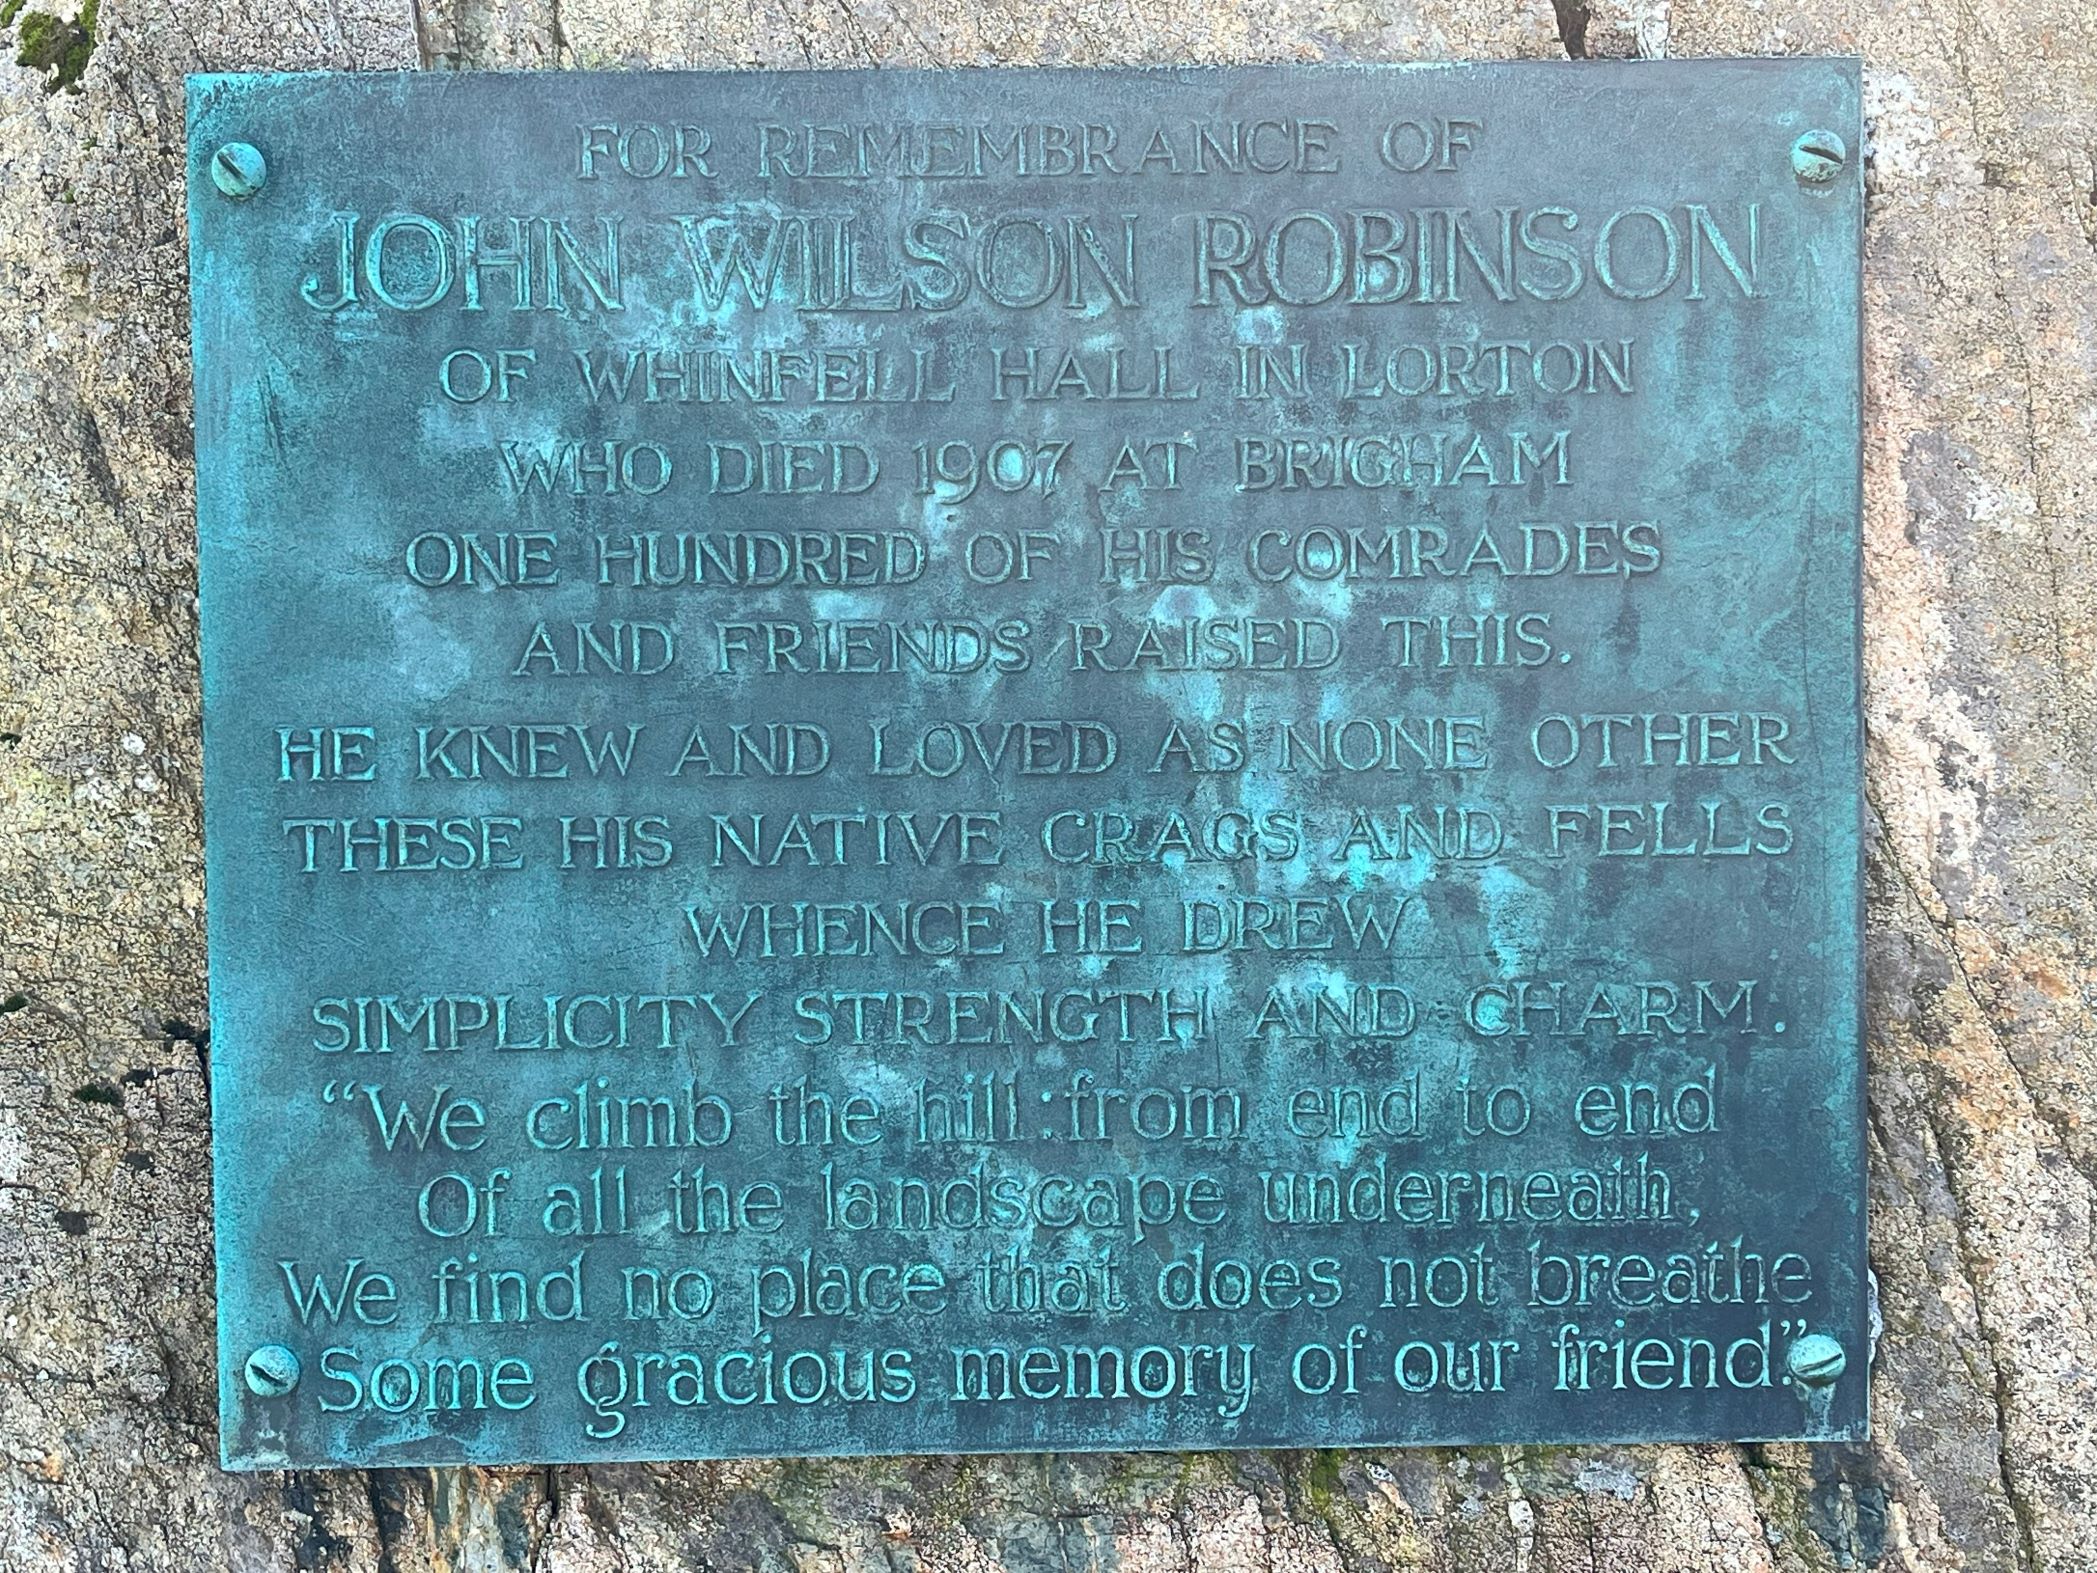 FOR REMEMBRANCE OF
JOHN WILSON ROBINSON
OF WHINFELL HALL IN LORTON
WHO DIED 1907 AT BRIGHAM
ONE HUNDRED OF HIS COMRADES
AND FRIENDS RAISED THIS.
HE KNEW AND LOVED AS NONE OTHER
THESE HIS NATIVE CRAGS AND FELLS
WHENCE HE DREW
SIMPLICITY STRENGTH AND CHARM.
“We climb the hill: from end to end
Of all the landscape underneath,
We find no place that does not breathe
Some gracious memory of our friend.”